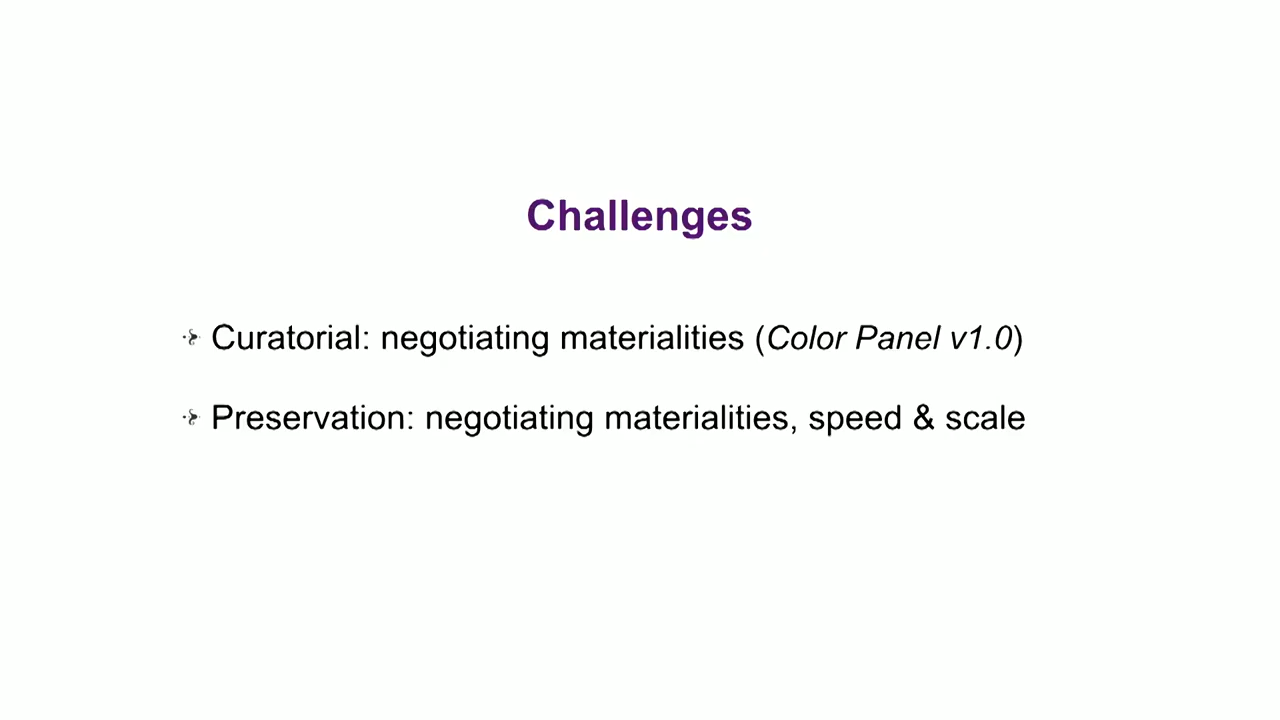 Challenges
Curatorial: negotiating materialities (Color Panel v1.0)
Preservation: negotiating materialities, speed & scale